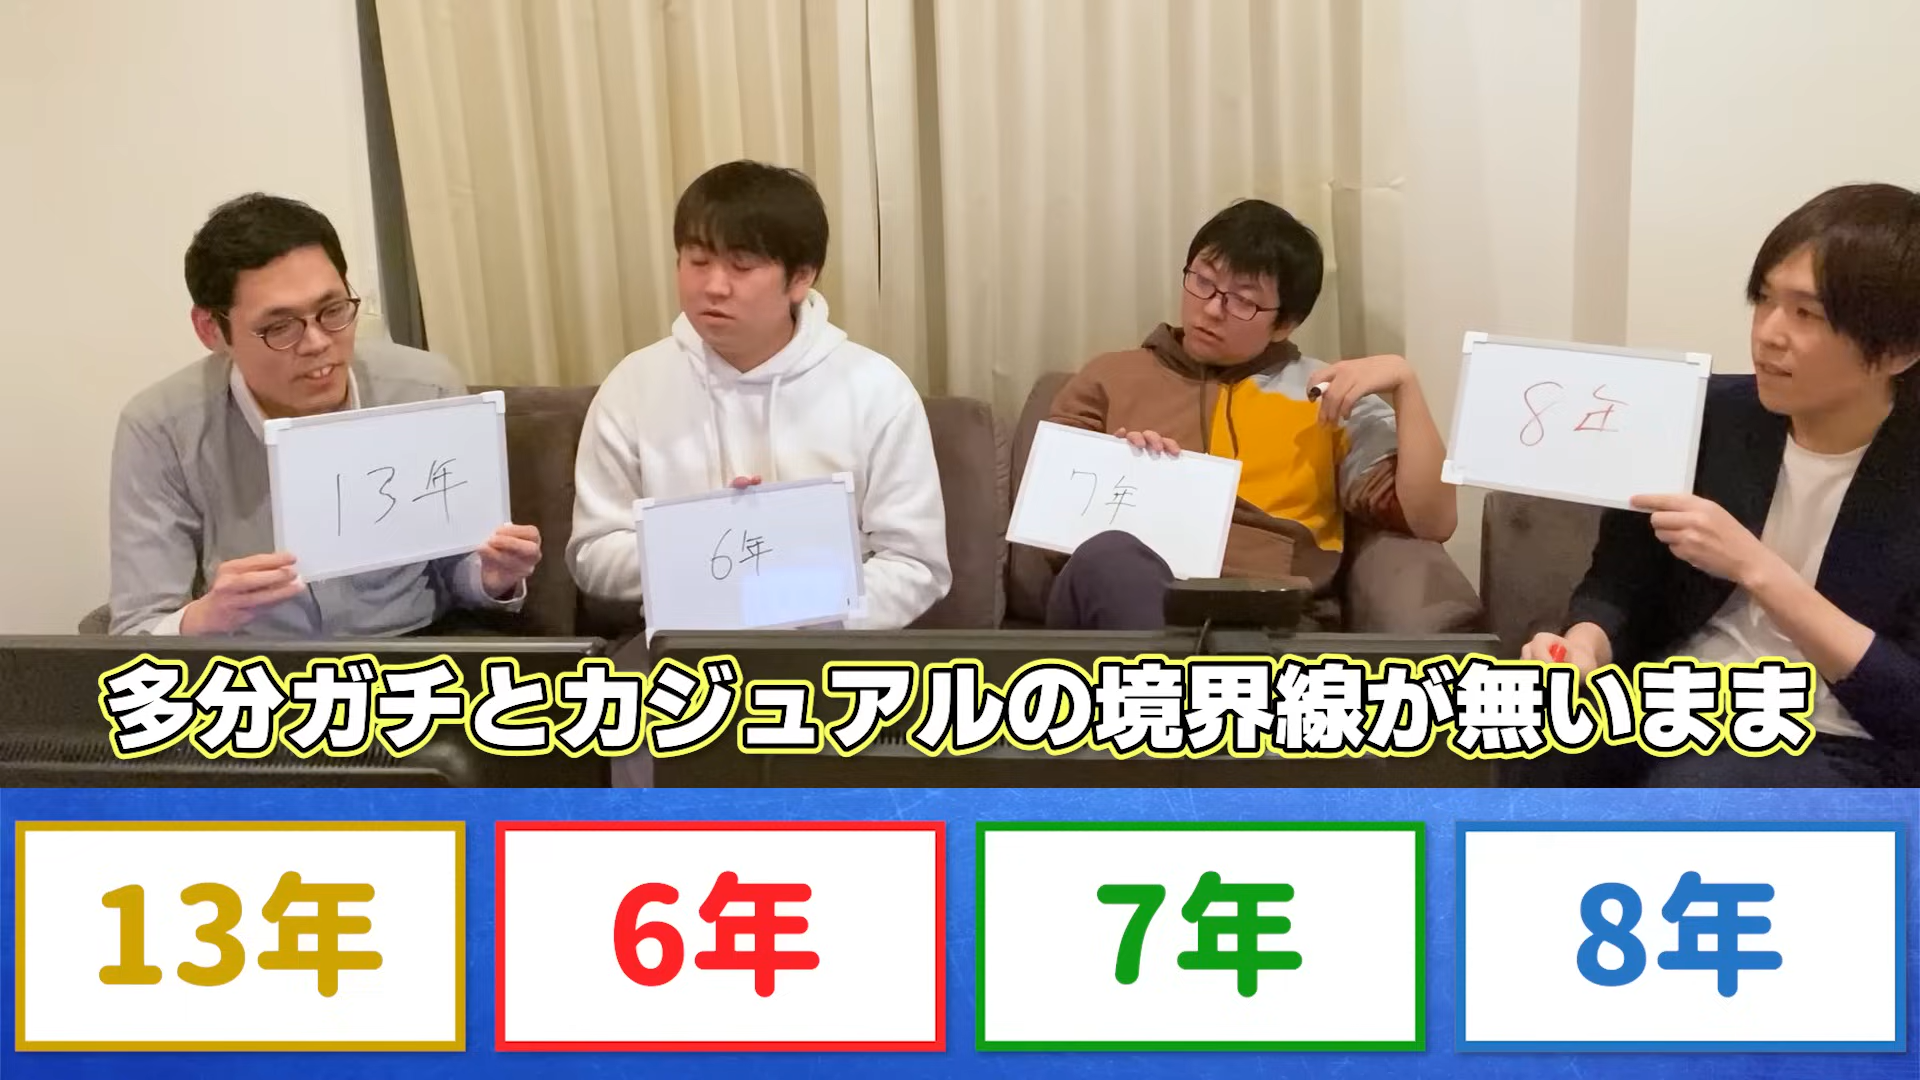 13年
6年
7年
8年
多分ガチとカジュアルの境界線が無いまま
13年
6年
7年
8年